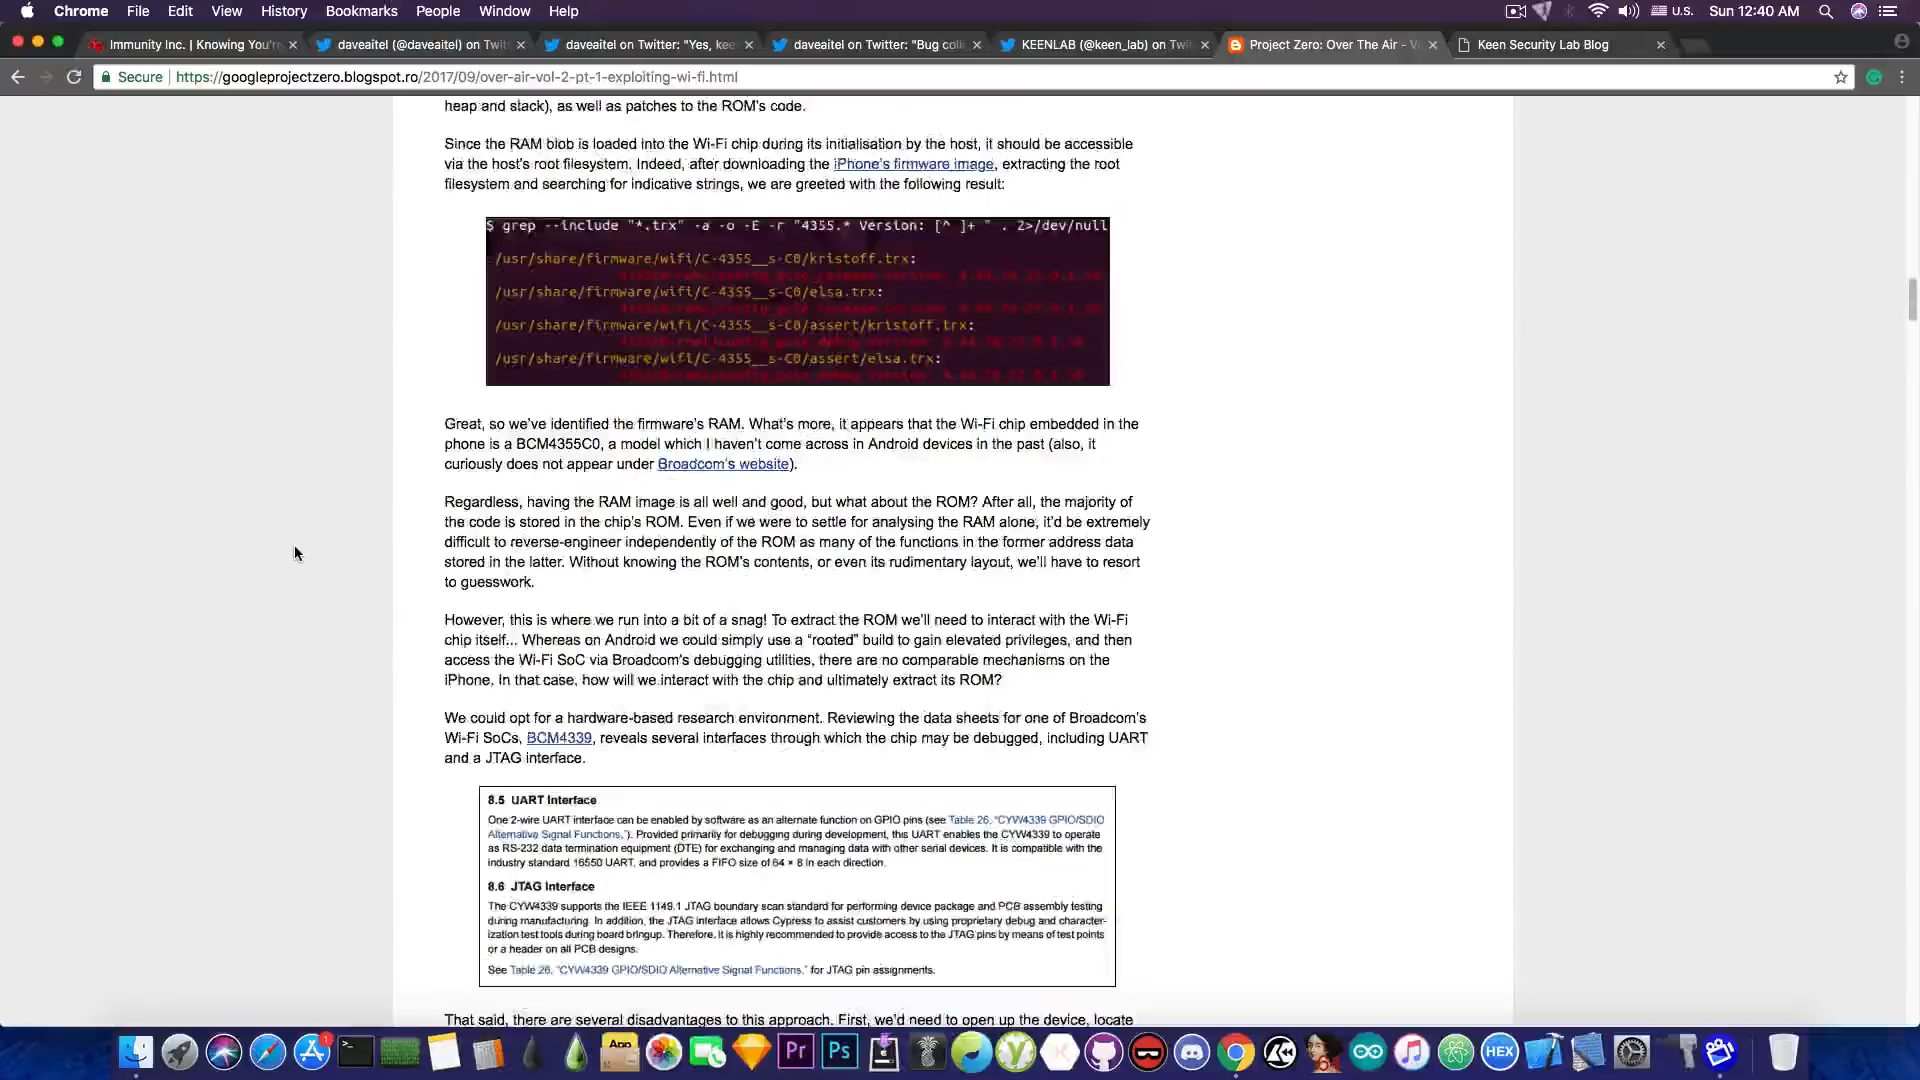 Chrome File Edit View History Bookmarks People Window Help U.S. Sun 12:40 AM
Immunity Inc. | Knowing You'r
daveaitel (@daveaitel) on Twit
daveaitel on Twitter: "Yes, kee
daveaitel on Twitter: "Bug coli
KEENLAB (@keen_lab) on Twit
Project Zero: Over The Air - V
Keen Security Lab Blog
Secure https://googleprojectzero.blogspot.ro/2017/09/over-air-vol-2-pt-1-exploiting-wi-fi.html
heap and stack), as well as patches to the ROM's code.
Since the RAM blob is loaded into the Wi-Fi chip during its initialisation by the host, it should be accessible
via the host's root filesystem. Indeed, after downloading the iPhone's firmware image, extracting the root
filesystem and searching for indicative strings, we are greeted with the following result:
$ grep --include "*.trx" -a -o -E -r "4355.* Version: [^ ]+ " . 2>/dev/null
/usr/share/firmware/wifi/C-4355__s-C0/kristoff.trx:
/usr/share/firmware/wifi/C-4355__s-C0/elsa.trx:
/usr/share/firmware/wifi/C-4355__s-C0/assert/kristoff.trx:
/usr/share/firmware/wifi/C-4355__s-C0/assert/elsa.trx:
Great, so we've identified the firmware's RAM. What's more, it appears that the Wi-Fi chip embedded in the
phone is a BCM4355C0, a model which I haven't come across in Android devices in the past (also, it
curiously does not appear under Broadcom's website).
Regardless, having the RAM image is all well and good, but what about the ROM? After all, the majority of
the code is stored in the chip's ROM. Even if we were to settle for analysing the RAM alone, it'd be extremely
difficult to reverse-engineer independently of the ROM as many of the functions in the former address data
stored in the latter. Without knowing the ROM's contents, or even its rudimentary layout, we'll have to resort
to guesswork.
However, this is where we run into a bit of a snag! To extract the ROM we'll need to interact with the Wi-Fi
chip itself... Whereas on Android we could simply use a "rooted" build to gain elevated privileges, and then
access the Wi-Fi SoC via Broadcom's debugging utilities, there are no comparable mechanisms on the
iPhone. In that case, how will we interact with the chip and ultimately extract its ROM?
We could opt for a hardware-based research environment. Reviewing the data sheets for one of Broadcom's
Wi-Fi SoCs, BCM4339, reveals several interfaces through which the chip may be debugged, including UART
and a JTAG interface.
8.5 UART Interface
One 2-wire UART interface can be enabled by software as an alternate function on GPIO pins (see Table 26, "CYW4339 GPIO/SDIO
Alternative Signal Functions,"). Provided primarily for debugging during development, this UART enables the CYW4339 to operate
as RS-232 data termination equipment (DTE) for exchanging and managing data with other serial devices. It is compatible with the
industry standard 16550 UART, and provides a FIFO size of 64 × 8 in each direction.
8.6 JTAG Interface
The CYW4339 supports the IEEE 1149.1 JTAG boundary scan standard for performing device package and PCB assembly testing
during manufacturing. In addition, the JTAG interface allows Cypress to assist customers by using proprietary debug and character-
ization test tools during board bringup. Therefore, it is highly recommended to provide access to the JTAG pins by means of test points
or a header on all PCB designs.
See Table 26, "CYW4339 GPIO/SDIO Alternative Signal Functions," for JTAG pin assignments.
That said, there are several disadvantages to this approach. First, we'd need to open up the device, locate
1
App
Pr
Ps
HEX